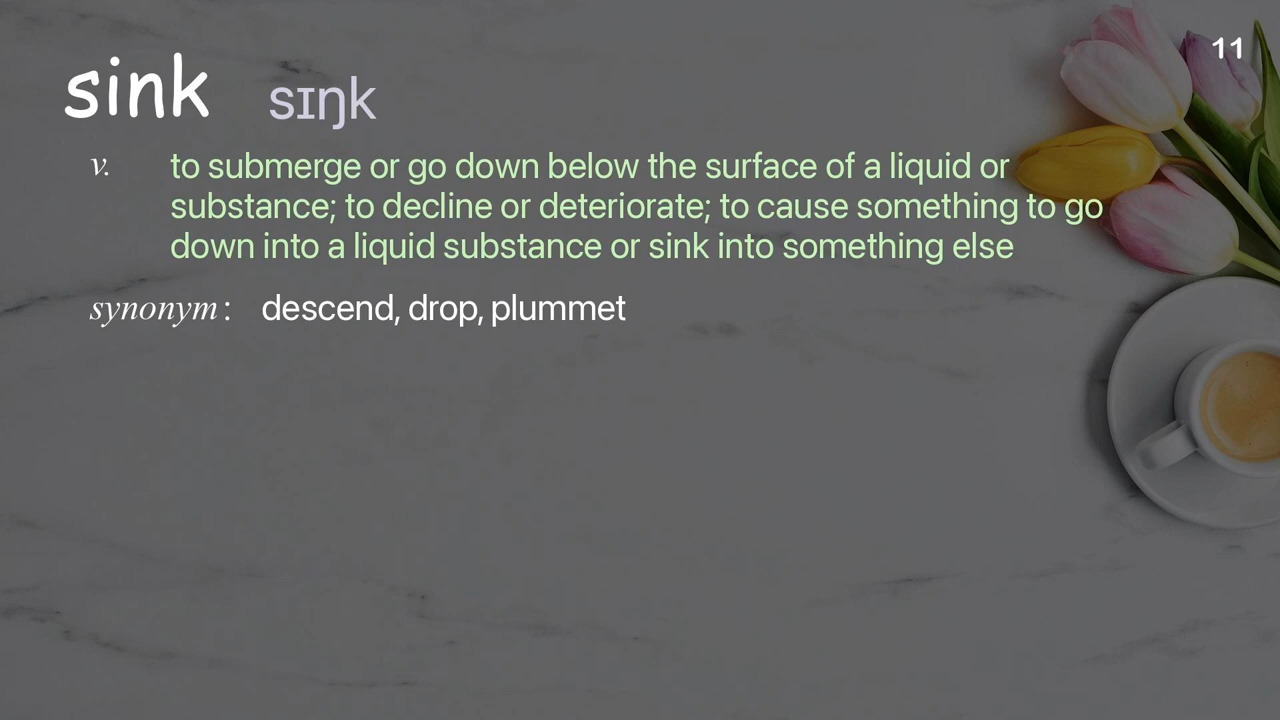 11
sink sɪŋk
v. to submerge or go down below the surface of a liquid or
substance; to decline or deteriorate; to cause something to go
down into a liquid substance or sink into something else
synonym: descend, drop, plummet